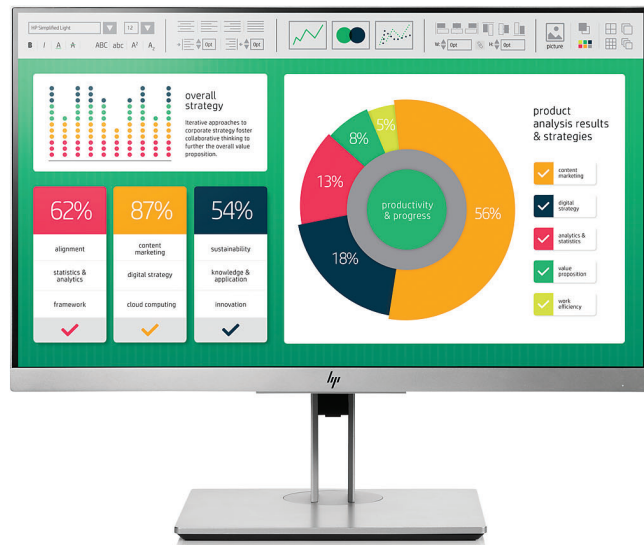 HP Simplified Light
12
B I A A ABC abc A² A₂
0pt
0pt
W: 0pt
H: 0pt
picture
overall
strategy
Iterative approaches to
corporate strategy foster
collaborative thinking to
further the overall value
proposition.
62%
alignment
statistics &
analytics
framework
87%
content
marketing
digital strategy
cloud computing
54%
sustainability
knowledge &
application
innovation
5%
8%
13%
18%
56%
productivity
& progress
product
analysis results
& strategies
content
marketing
digital
strategy
analytics &
statistics
value
proposition
work
efficiency
hp